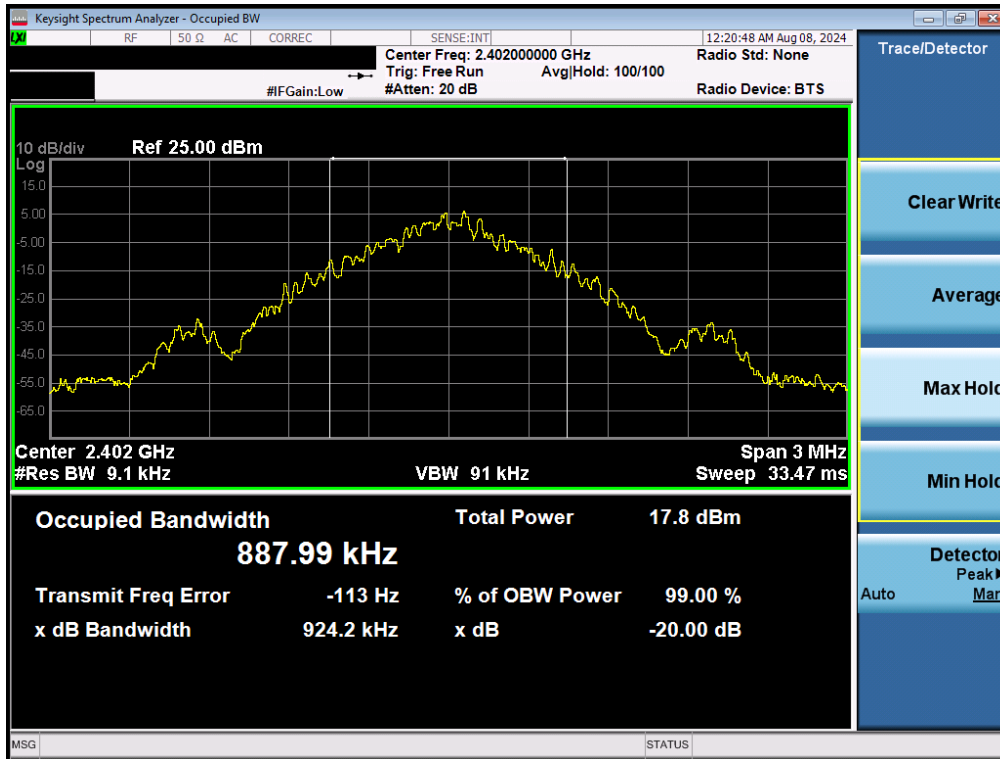 Keysight Spectrum Analyzer - Occupied BW
LXI RF 50 Ω AC CORREC SENSE:INT 12:20:48 AM Aug 08, 2024
Center Freq: 2.402000000 GHz Radio Std: None
Trig: Free Run Avg|Hold: 100/100
#IFGain:Low #Atten: 20 dB Radio Device: BTS
Trace/Detector
10 dB/div Ref 25.00 dBm
Log
15.0
5.00
-5.00
-15.0
-25.0
-35.0
-45.0
-55.0
-65.0
Center 2.402 GHz Span 3 MHz
#Res BW 9.1 kHz VBW 91 kHz Sweep 33.47 ms
Occupied Bandwidth Total Power 17.8 dBm
887.99 kHz
Transmit Freq Error -113 Hz % of OBW Power 99.00 %
x dB Bandwidth 924.2 kHz x dB -20.00 dB
Clear Write
Average
Max Hold
Min Hold
Detector
Peak
Auto Man
MSG STATUS